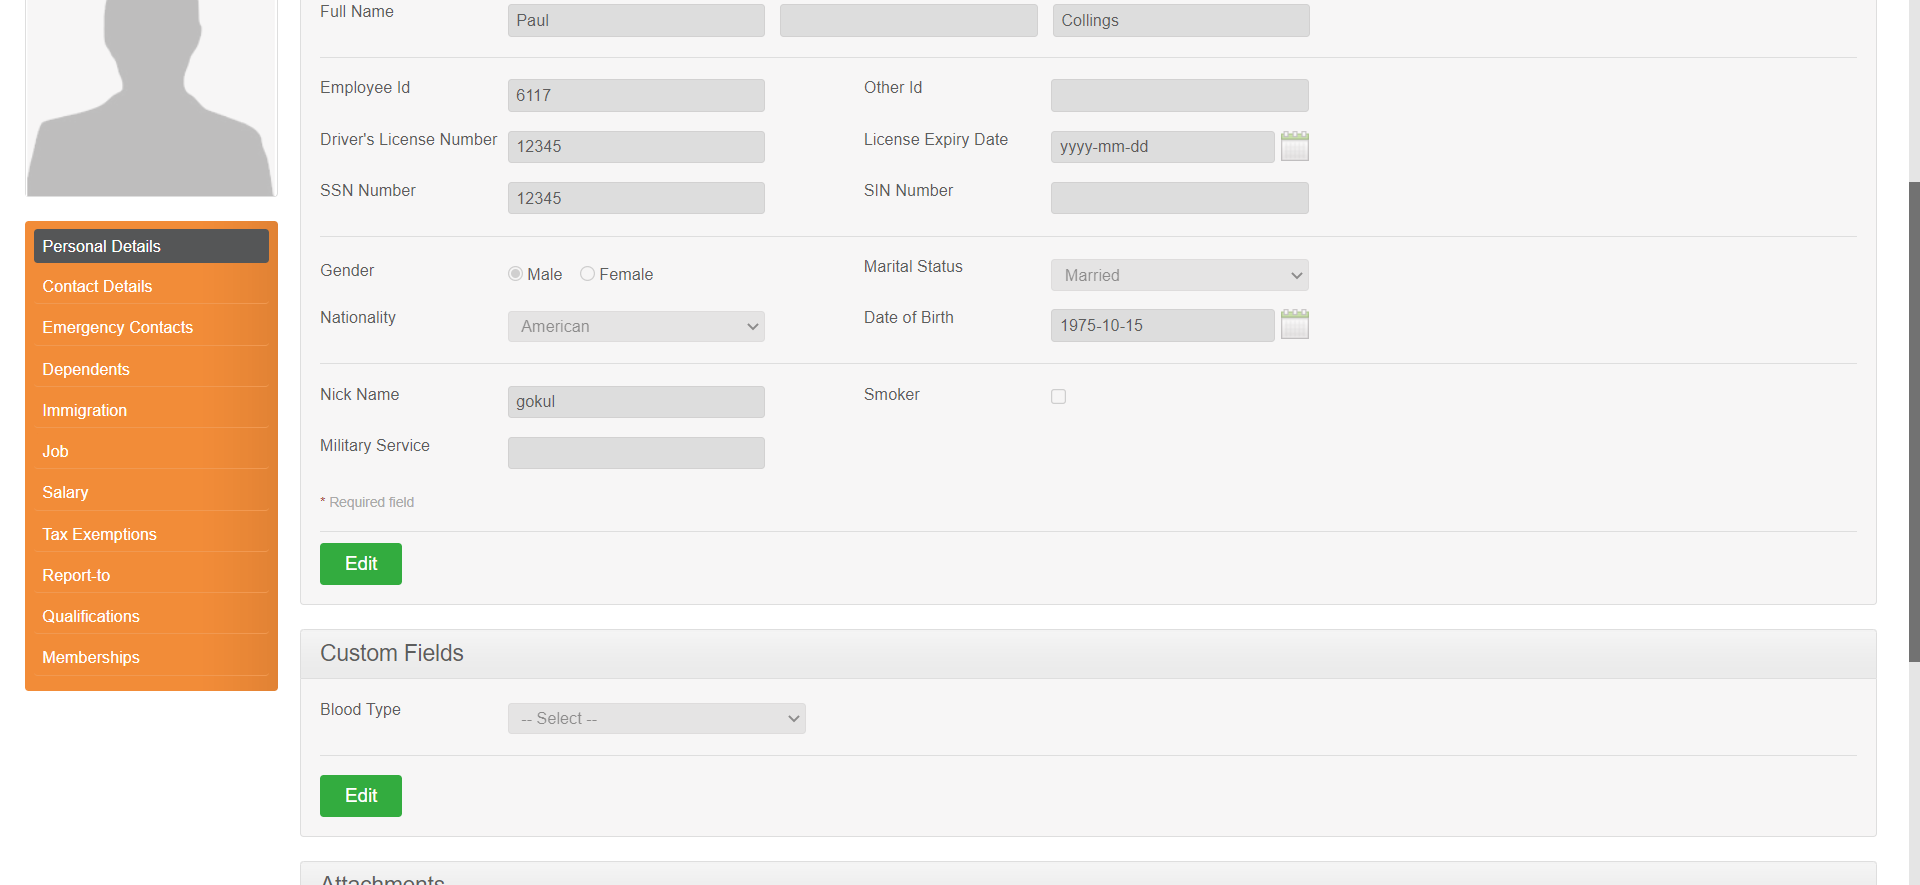 Full Name Paul Collings
Employee Id 6117 Other Id
Driver's License Number 12345 License Expiry Date yyyy-mm-dd
SSN Number 12345 SIN Number
Personal Details
Contact Details
Emergency Contacts
Dependents
Immigration
Job
Salary
Tax Exemptions
Report-to
Qualifications
Memberships
Gender Male Female Marital Status Married
Nationality American Date of Birth 1975-10-15
Nick Name gokul Smoker
Military Service
* Required field
Edit
Custom Fields
Blood Type -- Select --
Edit
Attachments